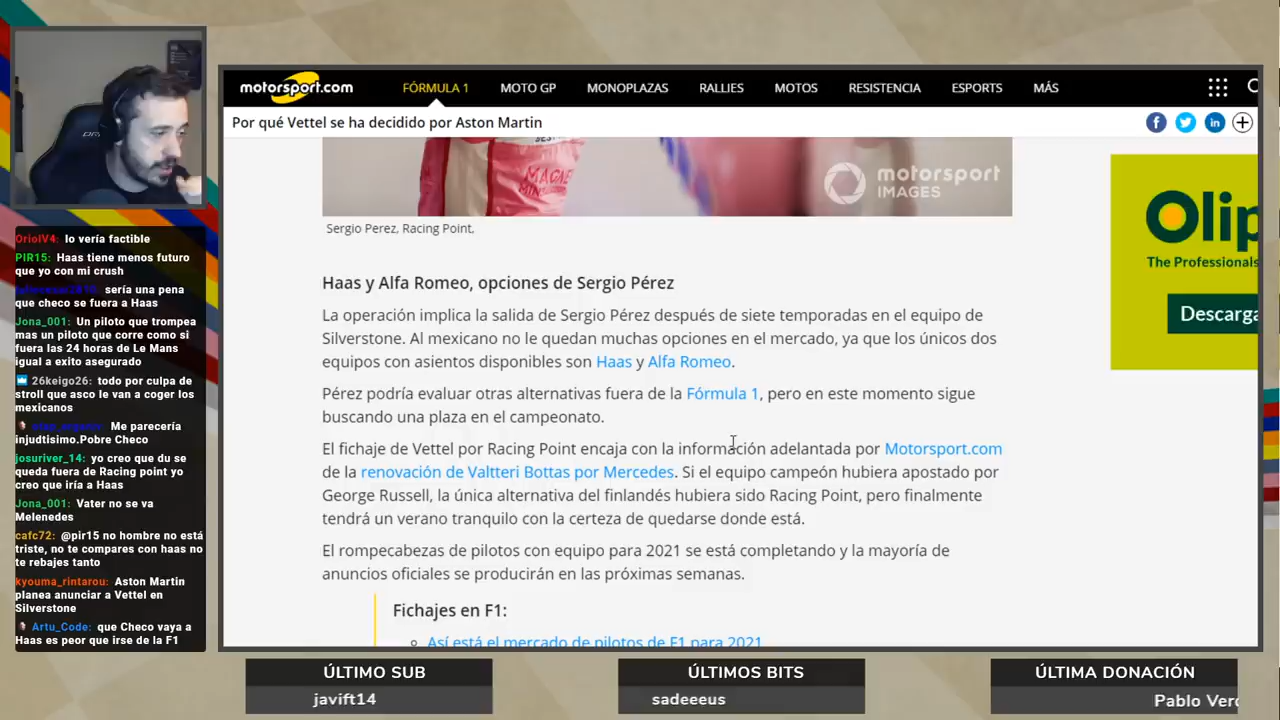 motorsport.com
FÓRMULA 1
MOTO GP
MONOPLAZAS
RALLIES
MOTOS
RESISTENCIA
ESPORTS
MÁS
Por qué Vettel se ha decidido por Aston Martin
motorsport
IMAGES
Sergio Perez, Racing Point,
Haas y Alfa Romeo, opciones de Sergio Pérez
La operación implica la salida de Sergio Pérez después de siete temporadas en el equipo de
Silverstone. Al mexicano no le quedan muchas opciones en el mercado, ya que los únicos dos
equipos con asientos disponibles son Haas y Alfa Romeo.
Pérez podría evaluar otras alternativas fuera de la Fórmula 1, pero en este momento sigue
buscando una plaza en el campeonato.
El fichaje de Vettel por Racing Point encaja con la información adelantada por Motorsport.com
de la renovación de Valtteri Bottas por Mercedes. Si el equipo campeón hubiera apostado por
George Russell, la única alternativa del finlandés hubiera sido Racing Point, pero finalmente
tendrá un verano tranquilo con la certeza de quedarse donde está.
El rompecabezas de pilotos con equipo para 2021 se está completando y la mayoría de
anuncios oficiales se producirán en las próximas semanas.
Fichajes en F1:
Así está el mercado de pilotos de F1 para 2021
Olip
The Professionals
Descarga
OriolV4: lo vería factible
PIR15: Haas tiene menos futuro
que yo con mi crush
sería una pena
que checo se fuera a Haas
Jona_001: Un piloto que trompea
mas un piloto que corre como si
fuera las 24 horas de Le Mans
igual a exito asegurado
26keigo26: todo por culpa de
stroll que asco le van a coger los
mexicanos
Me parecería
injudtisimo.Pobre Checo
josuriver_14: yo creo que du se
queda fuera de Racing point yo
creo que iría a Haas
Jona_001: Vater no se va
Melenedes
cafc72: @pir15 no hombre no está
triste, no te compares con haas no
te rebajes tanto
kyouma_rintarou: Aston Martin
planea anunciar a Vettel en
Silverstone
Artu_Code: que Checo vaya a
Haas es peor que irse de la F1
ÚLTIMO SUB
javift14
ÚLTIMOS BITS
sadeeeus
ÚLTIMA DONACIÓN
Pablo Verd